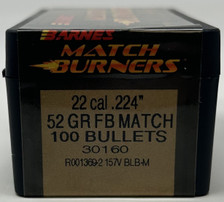 BARNES
MATCH
BURNERS
22 cal .224"
52 GR FB MATCH
100 BULLETS
30160
R001369-2 157V BLB-M